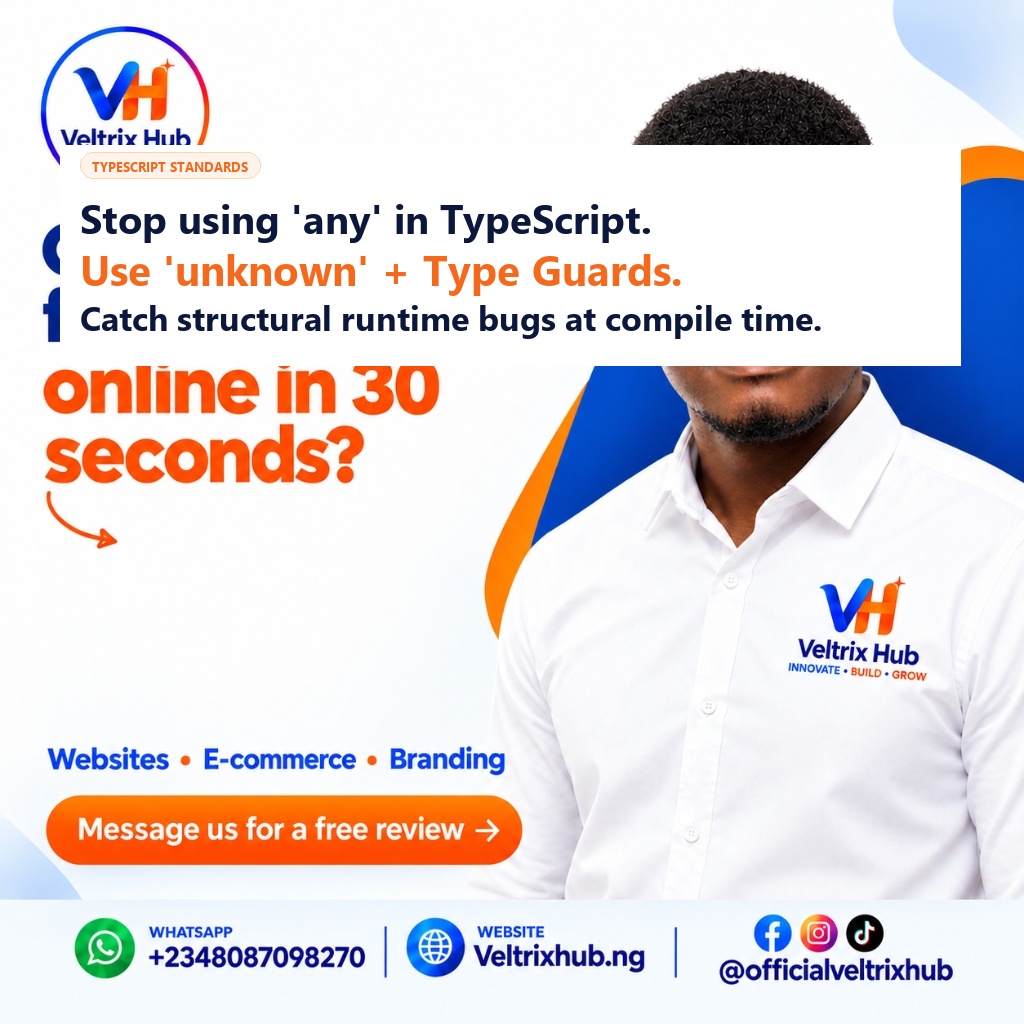 VH
Veltrix Hub
TYPESCRIPT STANDARDS
Stop using 'any' in TypeScript.
Use 'unknown' + Type Guards.
Catch structural runtime bugs at compile time.
online in 30
seconds?
VH
Veltrix Hub
INNOVATE • BUILD • GROW
Websites • E-commerce • Branding
Message us for a free review →
WHATSAPP
+2348087098270
WEBSITE
Veltrixhub.ng
@officialveltrixhub